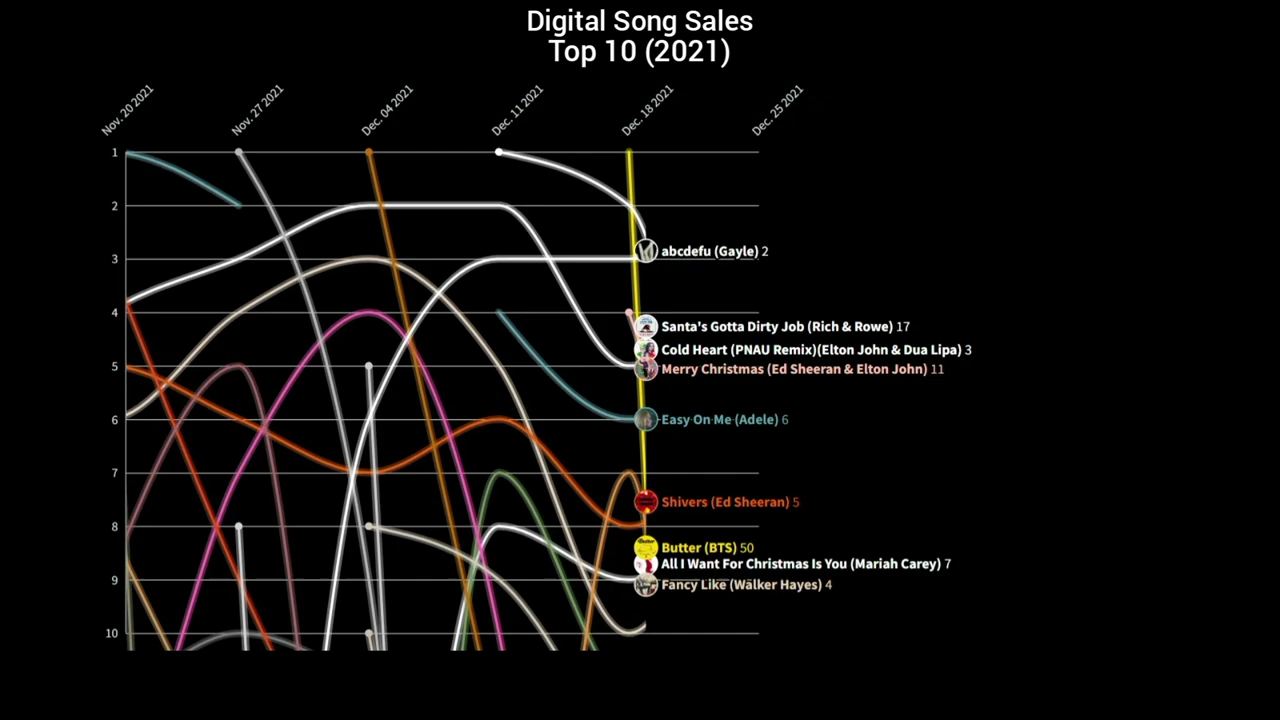 Digital Song Sales
Top 10 (2021)
Nov. 20 2021
Nov. 27 2021
Dec. 04 2021
Dec. 11 2021
Dec. 18 2021
Dec. 25 2021
1
2
3
abcdefu (Gayle) 2
4
Santa's Gotta Dirty Job (Rich & Rowe) 17
Cold Heart (PNAU Remix)(Elton John & Dua Lipa) 3
5
Merry Christmas (Ed Sheeran & Elton John) 11
6
Easy On Me (Adele) 6
7
Shivers (Ed Sheeran) 5
8
Butter (BTS) 50
All I Want For Christmas Is You (Mariah Carey) 7
9
Fancy Like (Walker Hayes) 4
10